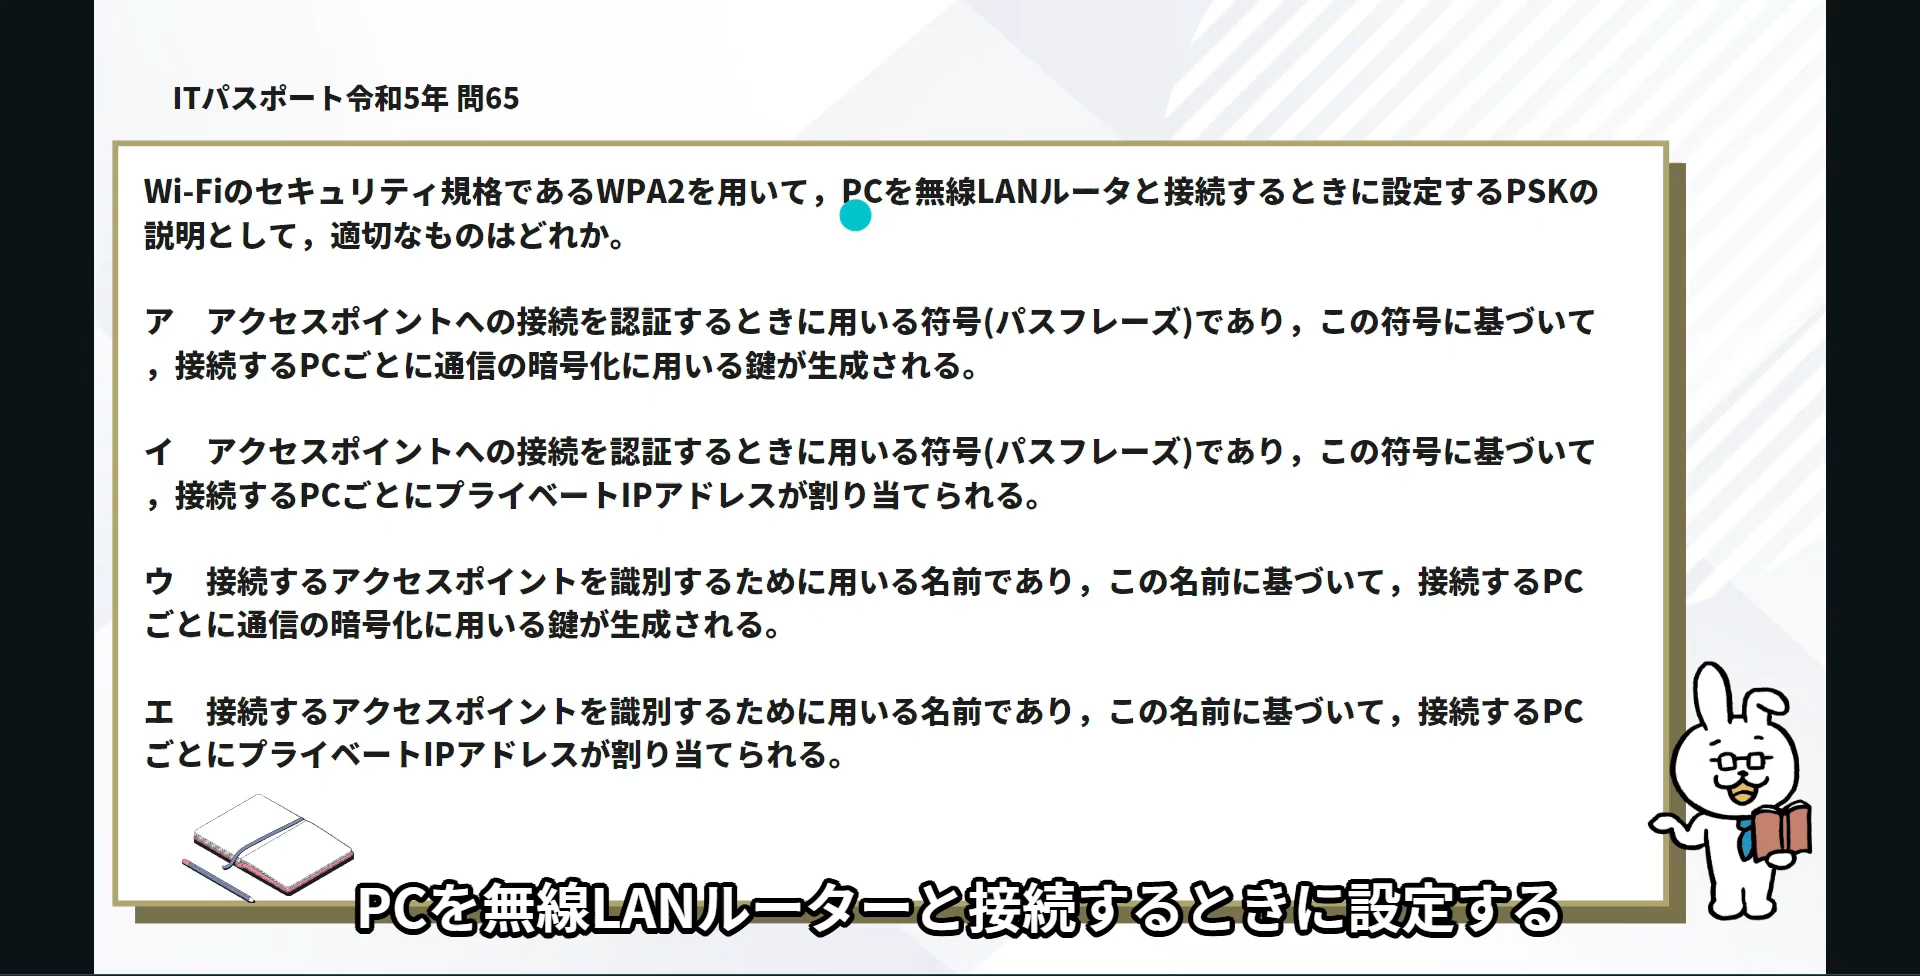 ITパスポート令和5年 問65
Wi-Fiのセキュリティ規格であるWPA2を用いて，PCを無線LANルータと接続するときに設定するPSKの
説明として，適切なものはどれか。
ア　アクセスポイントへの接続を認証するときに用いる符号(パスフレーズ)であり，この符号に基づいて
，接続するPCごとに通信の暗号化に用いる鍵が生成される。
イ　アクセスポイントへの接続を認証するときに用いる符号(パスフレーズ)であり，この符号に基づいて
，接続するPCごとにプライベートIPアドレスが割り当てられる。
ウ　接続するアクセスポイントを識別するために用いる名前であり，この名前に基づいて，接続するPC
ごとに通信の暗号化に用いる鍵が生成される。
エ　接続するアクセスポイントを識別するために用いる名前であり，この名前に基づいて，接続するPC
ごとにプライベートIPアドレスが割り当てられる。
PCを無線LANルーターと接続するときに設定する